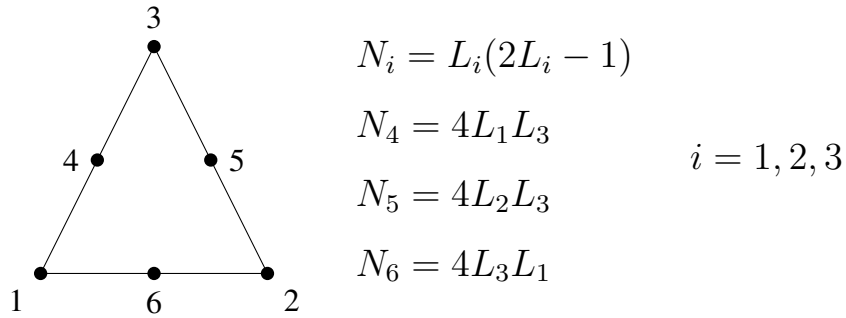 3
4
5
1
6
2
N_i = L_i(2L_i − 1)
N_4 = 4L_1L_3
N_5 = 4L_2L_3
N_6 = 4L_3L_1
i = 1, 2, 3